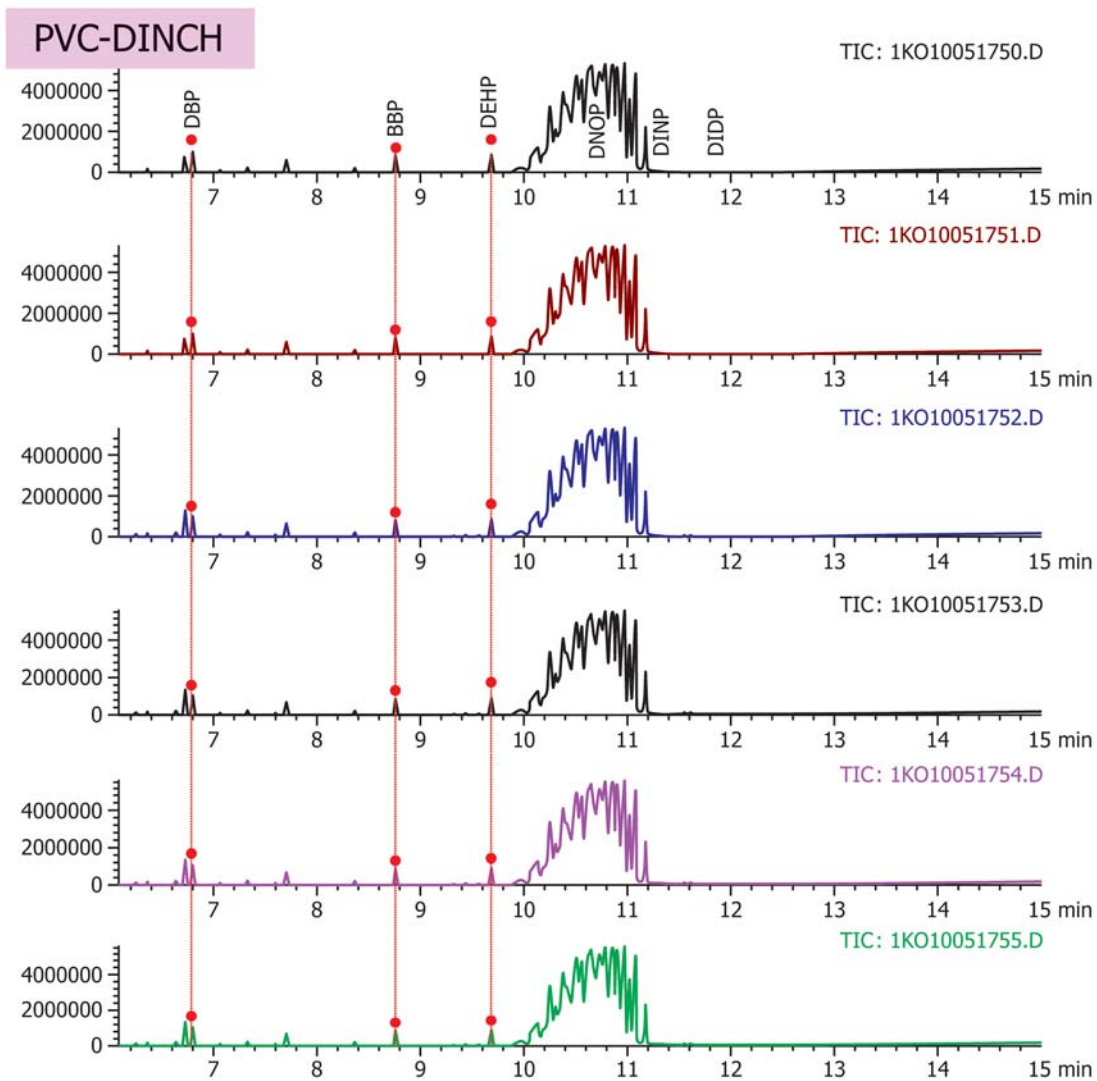 PVC-DINCH
TIC: 1KO10051750.D
4000000
2000000
0
DBP
BBP
DEHP
DNOP
DINP
DIDP
7 8 9 10 11 12 13 14 15 min
TIC: 1KO10051751.D
4000000
2000000
0
7 8 9 10 11 12 13 14 15 min
TIC: 1KO10051752.D
4000000
2000000
0
7 8 9 10 11 12 13 14 15 min
TIC: 1KO10051753.D
4000000
2000000
0
7 8 9 10 11 12 13 14 15 min
TIC: 1KO10051754.D
4000000
2000000
0
7 8 9 10 11 12 13 14 15 min
TIC: 1KO10051755.D
4000000
2000000
0
7 8 9 10 11 12 13 14 15 min